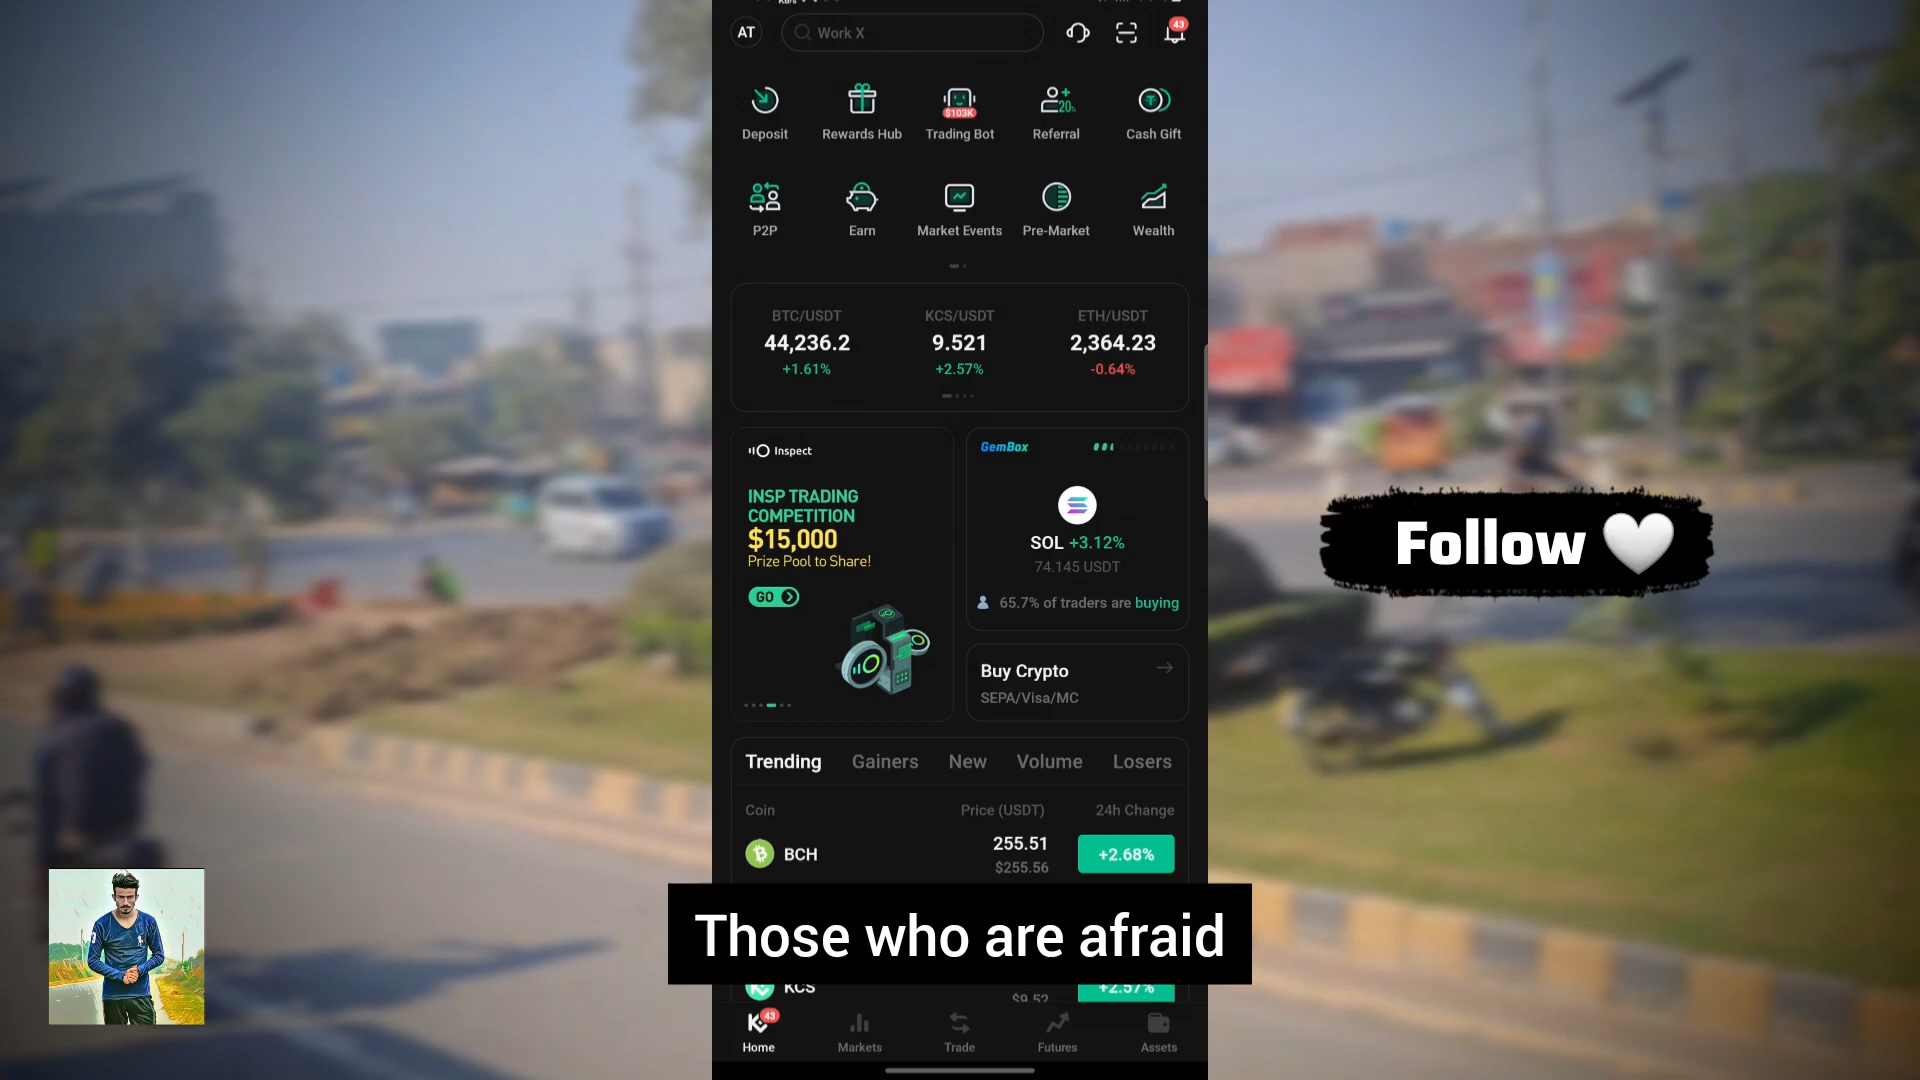 AT
Work X
43
Deposit
Rewards Hub
$103K
Trading Bot
20%
Referral
Cash Gift
P2P
Earn
Market Events
Pre-Market
Wealth
BTC/USDT
KCS/USDT
ETH/USDT
44,236.2
9.521
2,364.23
+1.61%
+2.57%
-0.64%
Inspect
INSP TRADING
COMPETITION
$15,000
Prize Pool to Share!
GO
GemBox
SOL +3.12%
74.145 USDT
65.7% of traders are buying
Buy Crypto
SEPA/Visa/MC
Follow
Trending Gainers New Volume Losers
Coin Price (USDT) 24h Change
BCH 255.51 +2.68%
$255.56
Those who are afraid
KCS $9.52 +2.57%
43
Home
Markets
Trade
Futures
Assets